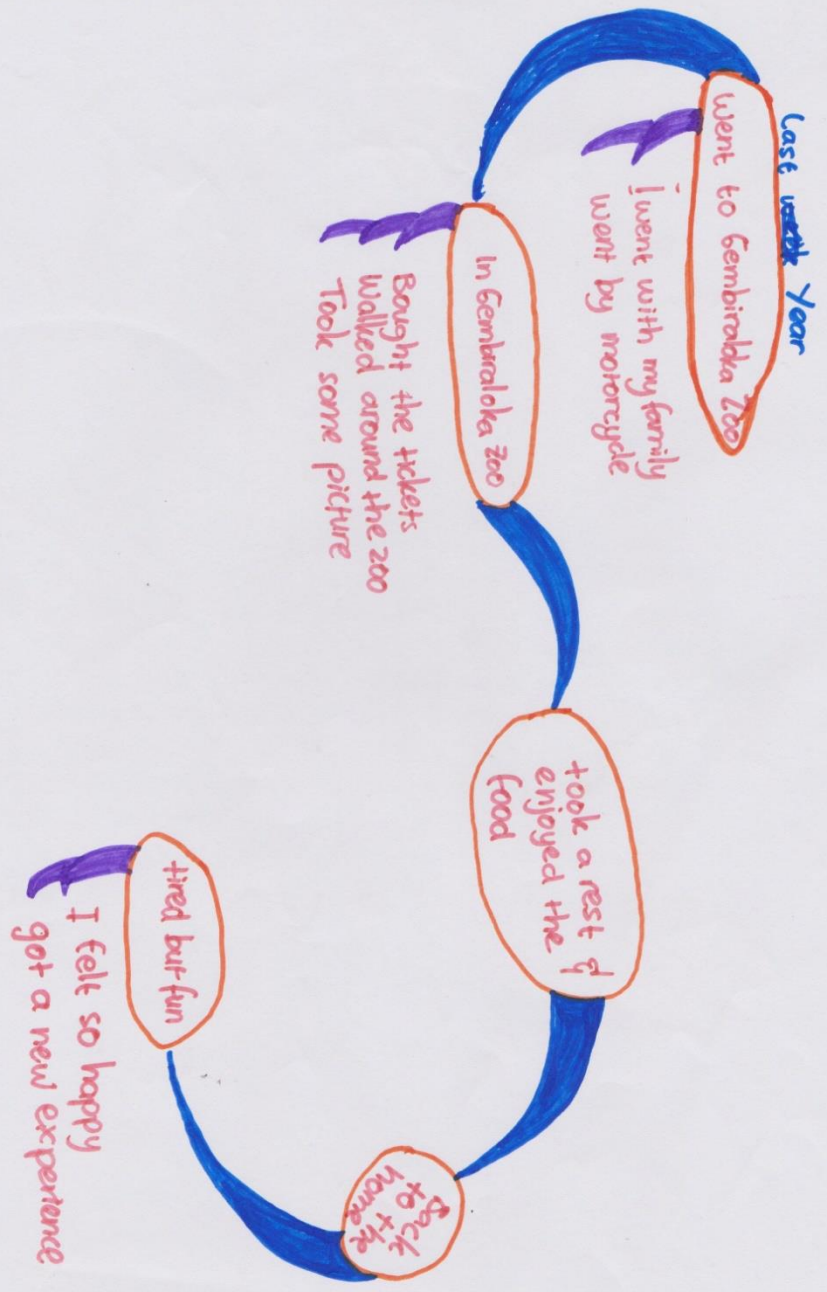 Last week Year
Went to Gembiraloka Zoo
I went with my family
went by motorcycle
In Gembiraloka Zoo
Bought the tickets
Walked around the zoo
Took some picture
took a rest &
enjoyed the
food
Back
to the
home
tired but fun
I felt so happy
got a new experience